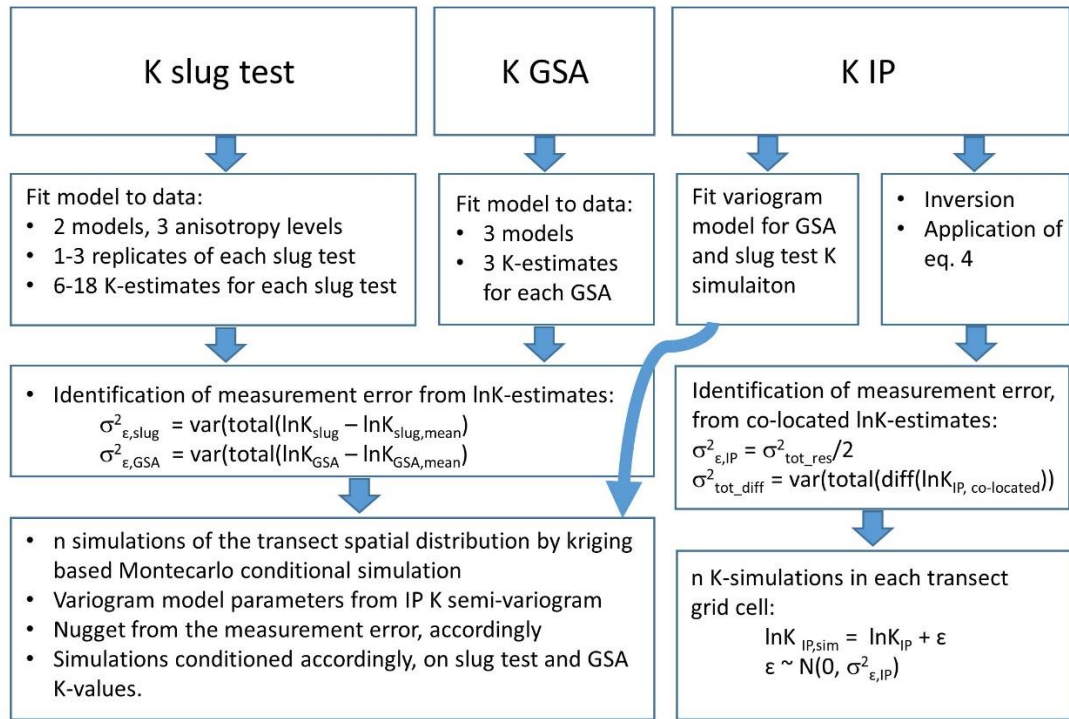 K slug test
K GSA
K IP
Fit model to data:
• 2 models, 3 anisotropy levels
• 1-3 replicates of each slug test
• 6-18 K-estimates for each slug test
Fit model to data:
• 3 models
• 3 K-estimates
for each GSA
Fit variogram
model for GSA
and slug test K
simulaiton
• Inversion
• Application of
eq. 4
• Identification of measurement error from lnK-estimates:
σ²ε,slug = var(total(lnKslug – lnKslug,mean)
σ²ε,GSA = var(total(lnKGSA – lnKGSA,mean)
Identification of measurement error,
from co-located lnK-estimates:
σ²ε,IP = σ²tot_res/2
σ²tot_diff = var(total(diff(lnKIP, co-located))
• n simulations of the transect spatial distribution by kriging
based Montecarlo conditional simulation
• Variogram model parameters from IP K semi-variogram
• Nugget from the measurement error, accordingly
• Simulations conditioned accordingly, on slug test and GSA
K-values.
n K-simulations in each transect
grid cell:
lnK IP,sim = lnKIP + ε
ε ~ N(0, σ²ε,IP)